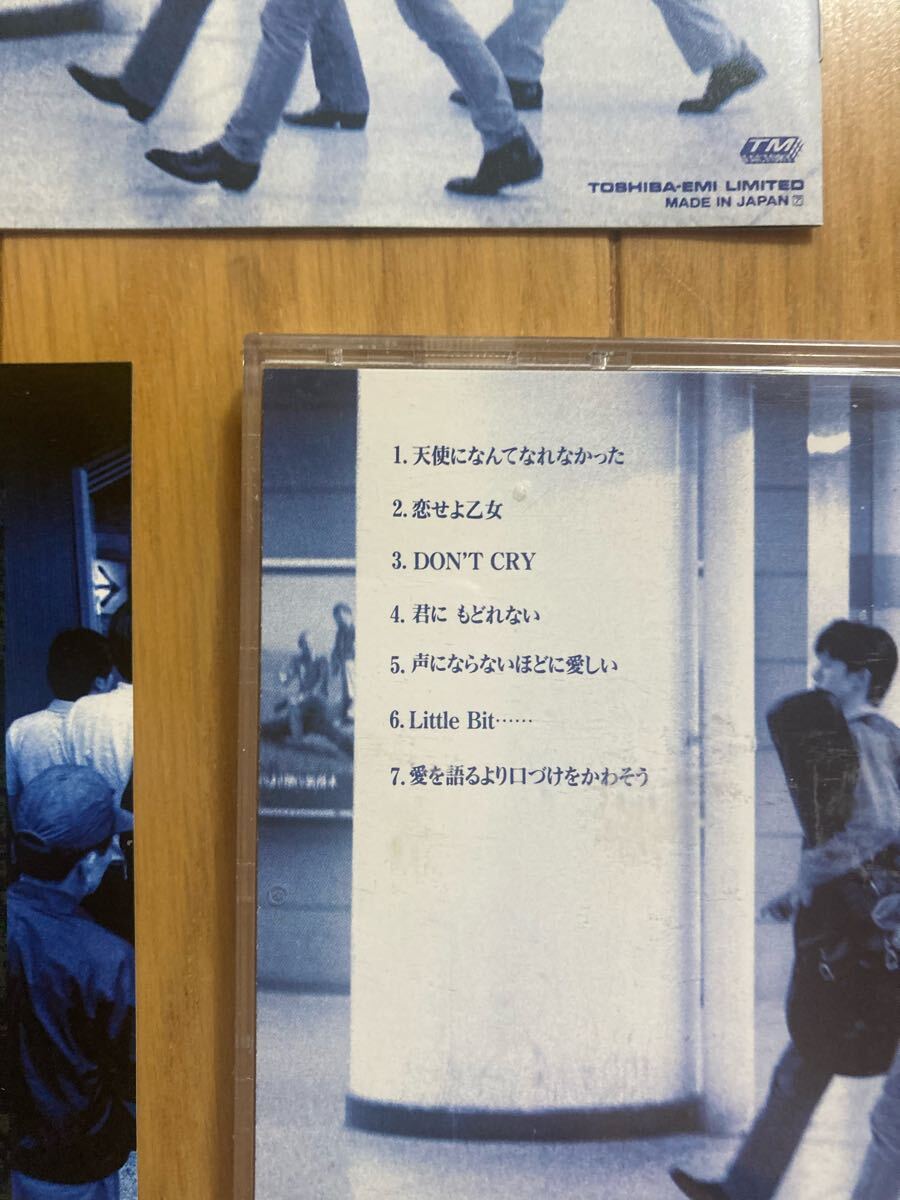 TM
TOSHIBA-EMI LIMITED
MADE IN JAPAN ㋐
1. 天使になんてなれなかった
2. 恋せよ乙女
3. DON'T CRY
4. 君に もどれない
5. 声にならないほどに愛しい
6. Little Bit……
7. 愛を語るより口づけをかわそう